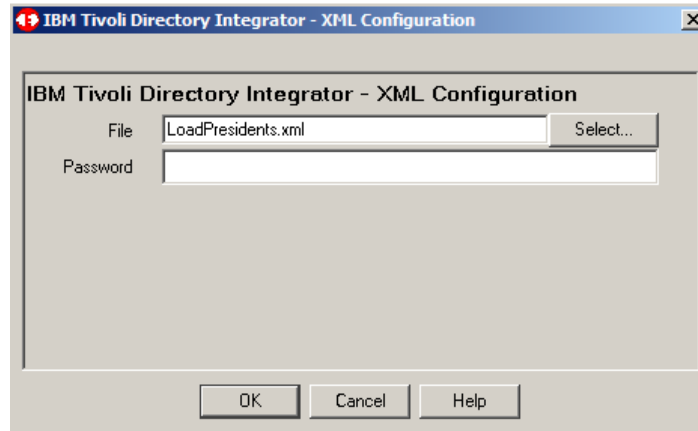 IBM Tivoli Directory Integrator - XML Configuration
IBM Tivoli Directory Integrator - XML Configuration
File LoadPresidents.xml Select...
Password
OK Cancel Help